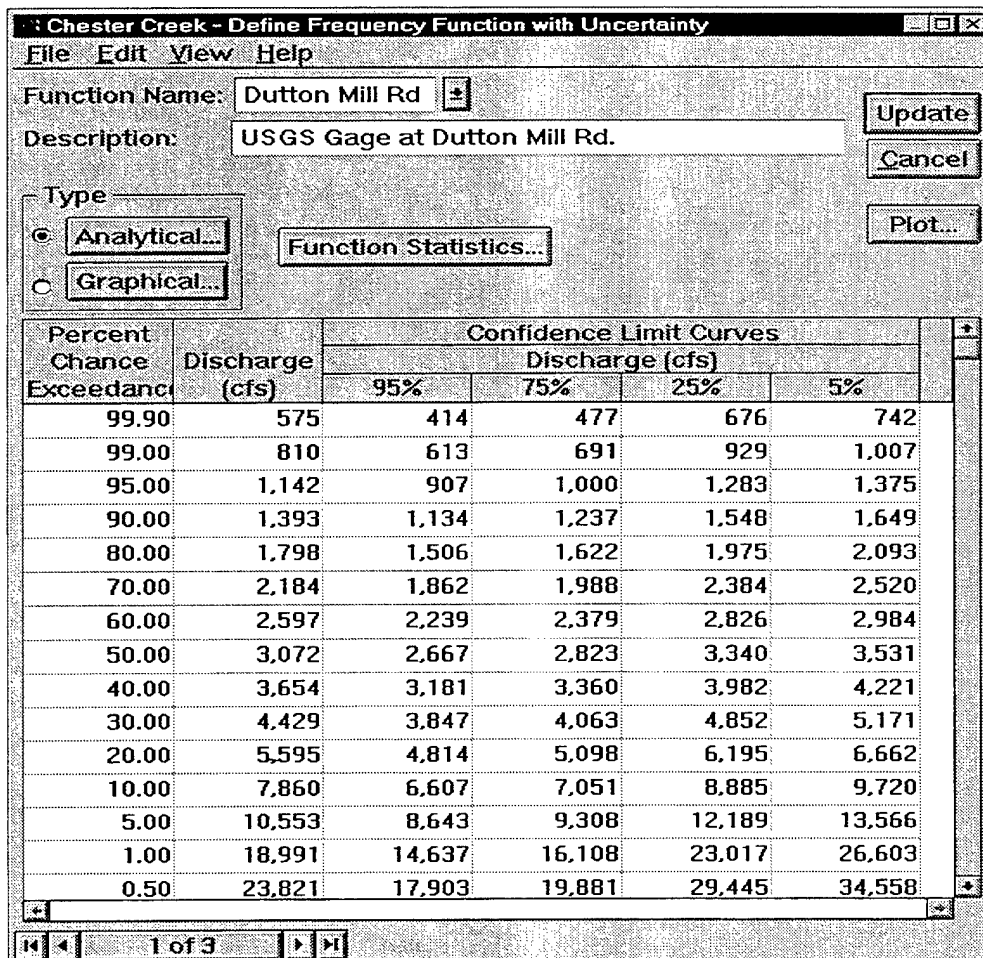 Chester Creek - Define Frequency Function with Uncertainty
File Edit View Help
Function Name: Dutton Mill Rd
Update
Description: USGS Gage at Dutton Mill Rd.
Cancel
Type
Analytical...
Function Statistics...
Plot...
Graphical...
Percent Chance Exceedanc
Discharge (cfs)
Confidence Limit Curves
Discharge (cfs)
95% 75% 25% 5%
99.90 575 414 477 676 742
99.00 810 613 691 929 1,007
95.00 1,142 907 1,000 1,283 1,375
90.00 1,393 1,134 1,237 1,548 1,649
80.00 1,798 1,506 1,622 1,975 2,093
70.00 2,184 1,862 1,988 2,384 2,520
60.00 2,597 2,239 2,379 2,826 2,984
50.00 3,072 2,667 2,823 3,340 3,531
40.00 3,654 3,181 3,360 3,982 4,221
30.00 4,429 3,847 4,063 4,852 5,171
20.00 5,595 4,814 5,098 6,195 6,662
10.00 7,860 6,607 7,051 8,885 9,720
5.00 10,553 8,643 9,308 12,189 13,566
1.00 18,991 14,637 16,108 23,017 26,603
0.50 23,821 17,903 19,881 29,445 34,558
1 of 3